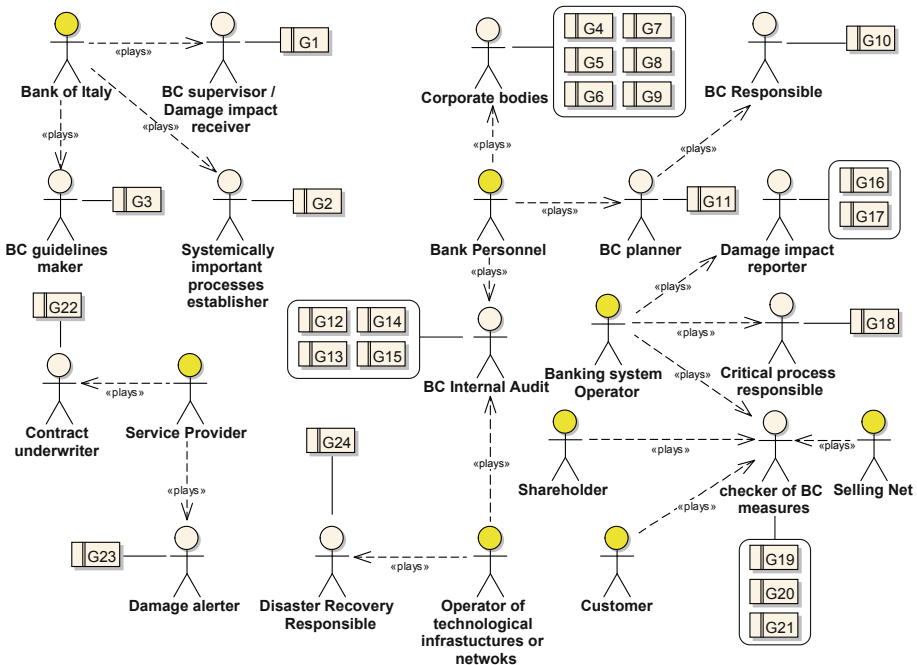 G1
«plays»
Bank of Italy
BC supervisor /
Damage impact
receiver
«plays»
«plays»
G3
BC guidelines
maker
G2
Systemically
important
processes
establisher
G4
G7
G5
G8
G6
G9
Corporate bodies
G10
BC Responsible
«plays»
«plays»
«plays»
Bank Personnel
G11
BC planner
G16
G17
Damage impact
reporter
«plays»
G22
Contract
underwriter
«plays»
Service Provider
«plays»
G12
G14
G13
G15
BC Internal Audit
«plays»
«plays»
Banking system
Operator
«plays»
G18
Critical process
responsible
«plays»
G24
«plays»
Shareholder
«plays»
checker of BC
measures
«plays»
Selling Net
G23
Damage alerter
Disaster Recovery
Responsible
«plays»
Operator of
technological
infrastuctures or
netwoks
«plays»
Customer
G19
G20
G21